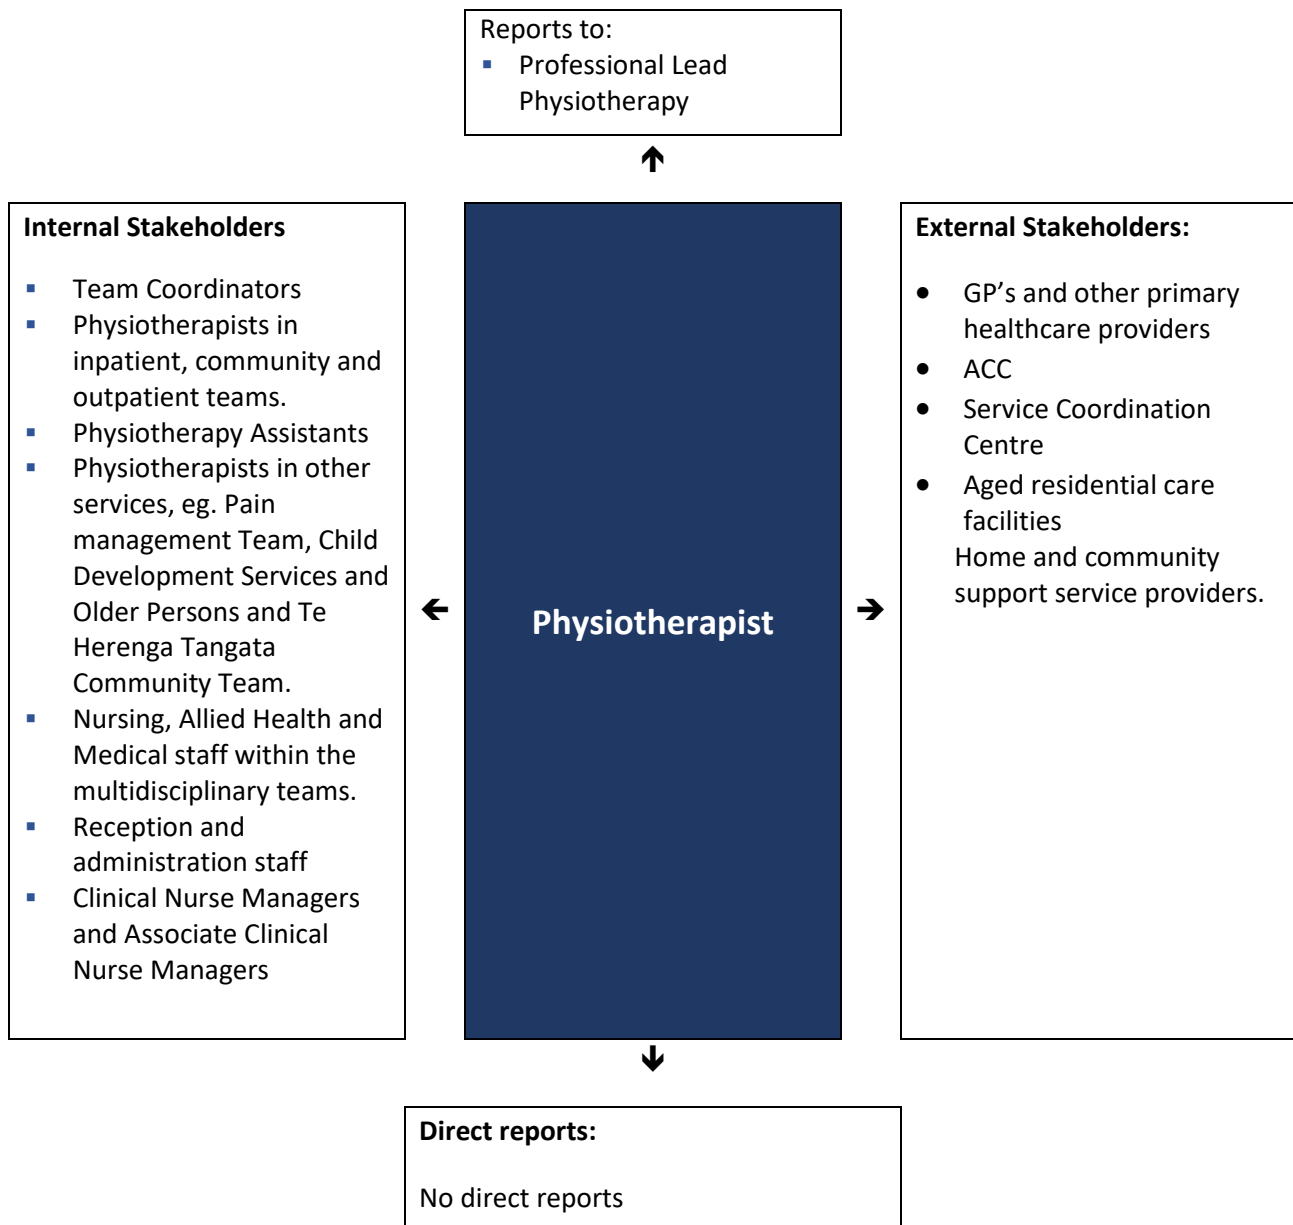 Reports to:
▪ Professional Lead
Physiotherapy
Internal Stakeholders
▪ Team Coordinators
▪ Physiotherapists in
inpatient, community and
outpatient teams.
▪ Physiotherapy Assistants
▪ Physiotherapists in other
services, eg. Pain
management Team, Child
Development Services and
Older Persons and Te
Herenga Tangata
Community Team.
▪ Nursing, Allied Health and
Medical staff within the
multidisciplinary teams.
▪ Reception and
administration staff
▪ Clinical Nurse Managers
and Associate Clinical
Nurse Managers
Physiotherapist
External Stakeholders:
● GP’s and other primary
healthcare providers
● ACC
● Service Coordination
Centre
● Aged residential care
facilities
Home and community
support service providers.
Direct reports:
No direct reports